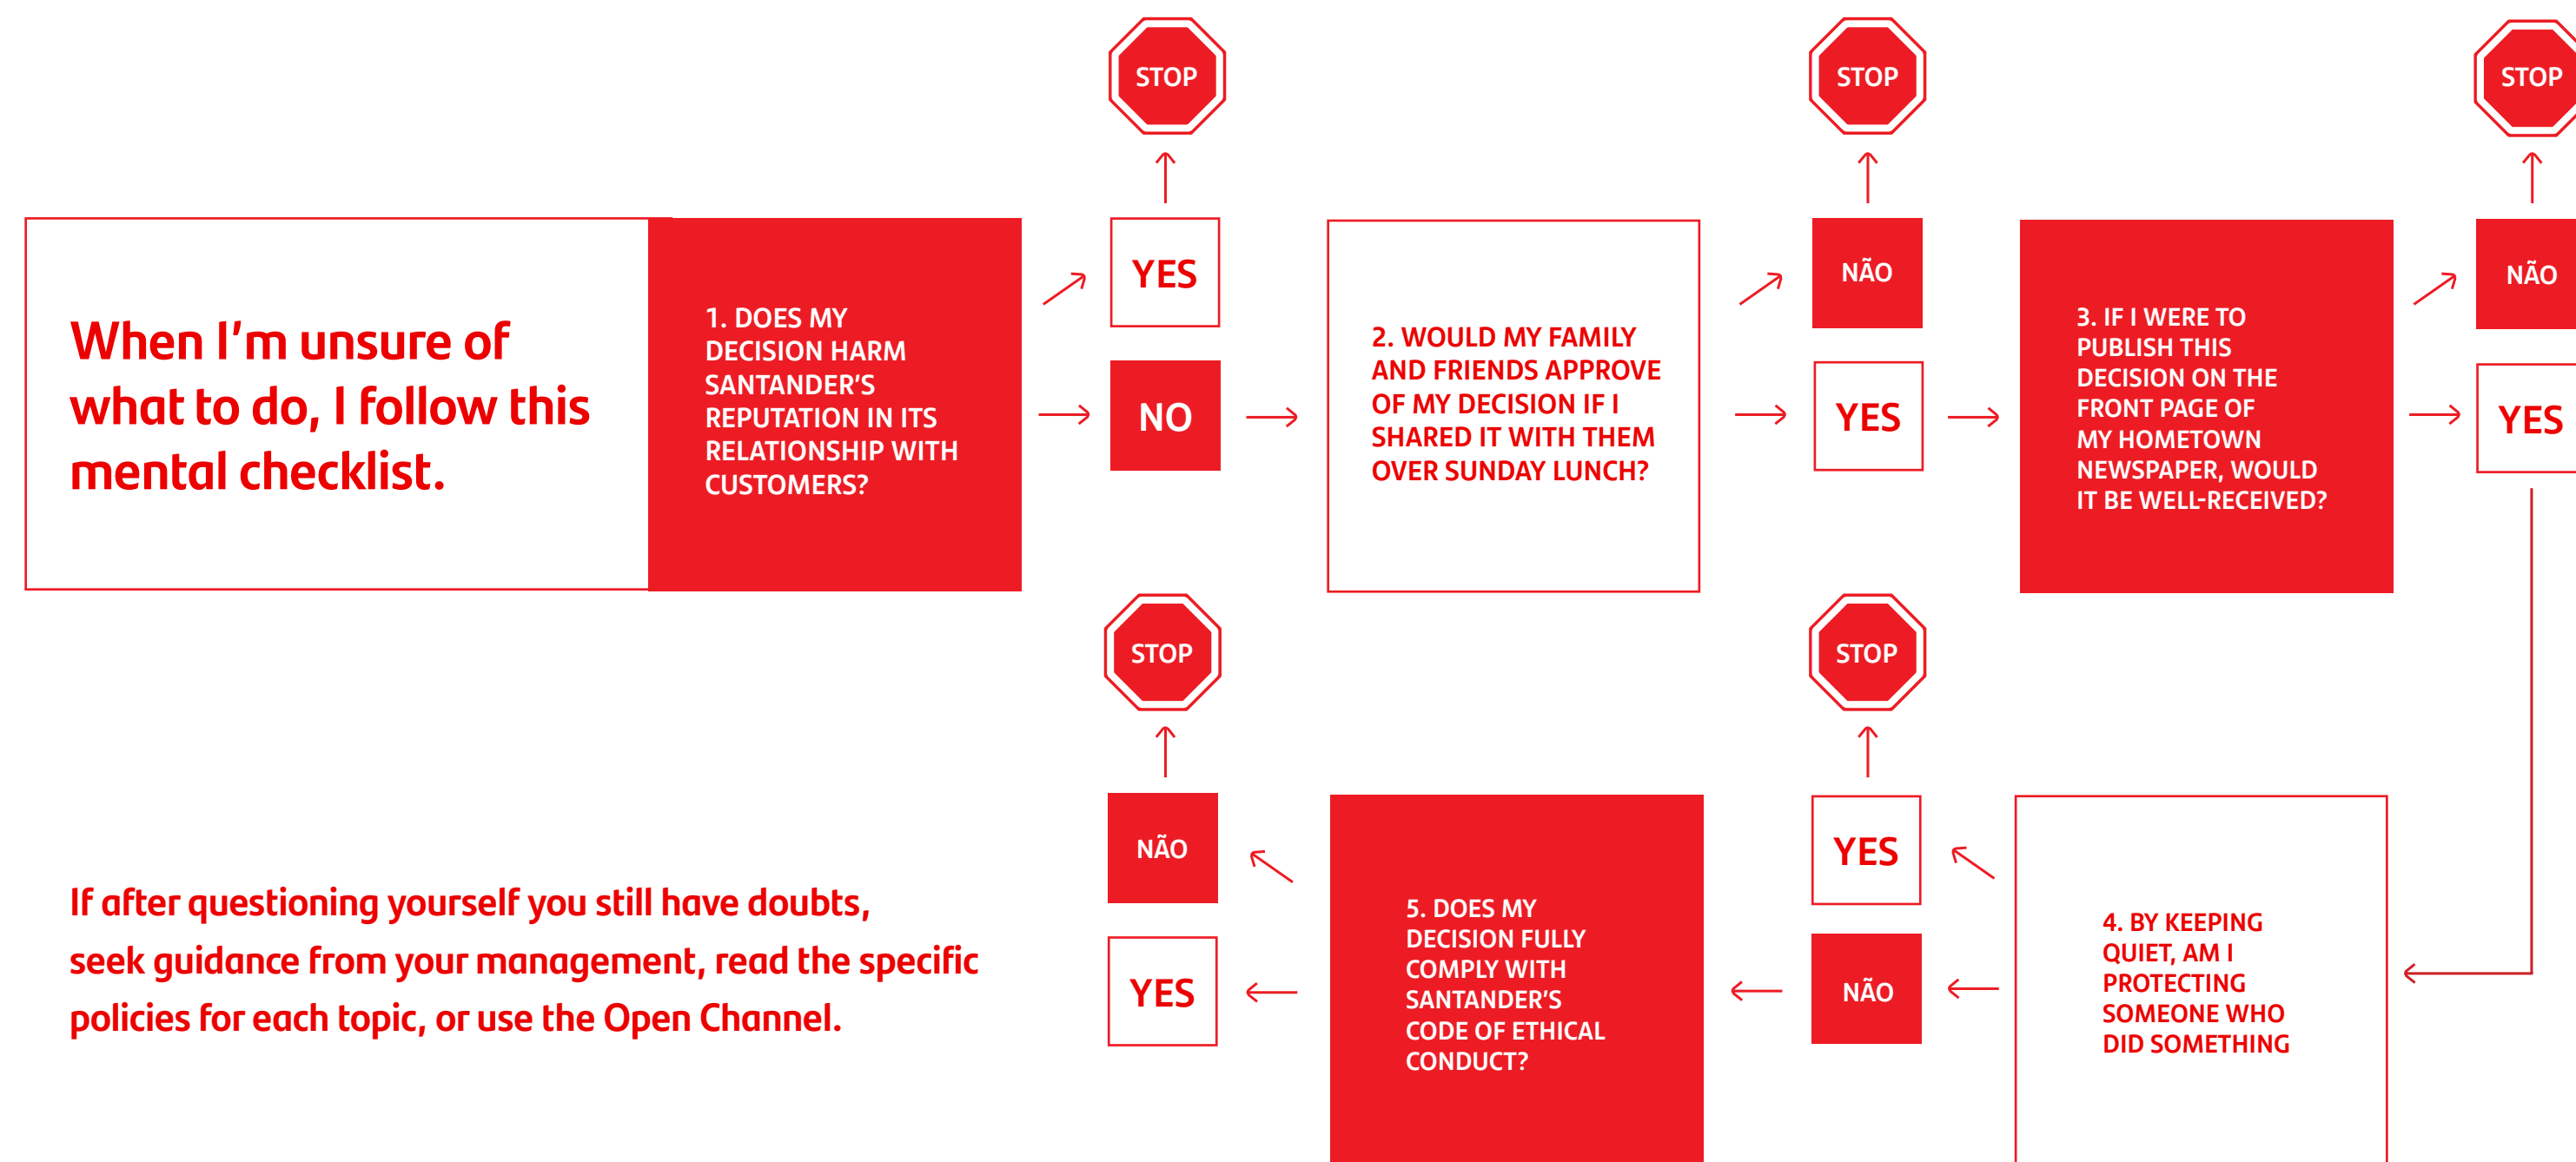 STOP
STOP
STOP
When I'm unsure of
what to do, I follow this
mental checklist.
1. DOES MY
DECISION HARM
SANTANDER'S
REPUTATION IN ITS
RELATIONSHIP WITH
CUSTOMERS?
YES
NO
2. WOULD MY FAMILY
AND FRIENDS APPROVE
OF MY DECISION IF I
SHARED IT WITH THEM
OVER SUNDAY LUNCH?
NÃO
YES
3. IF I WERE TO
PUBLISH THIS
DECISION ON THE
FRONT PAGE OF
MY HOMETOWN
NEWSPAPER, WOULD
IT BE WELL-RECEIVED?
NÃO
YES
STOP
STOP
4. BY KEEPING
QUIET, AM I
PROTECTING
SOMEONE WHO
DID SOMETHING
YES
NÃO
5. DOES MY
DECISION FULLY
COMPLY WITH
SANTANDER'S
CODE OF ETHICAL
CONDUCT?
NÃO
YES
If after questioning yourself you still have doubts,
seek guidance from your management, read the specific
policies for each topic, or use the Open Channel.